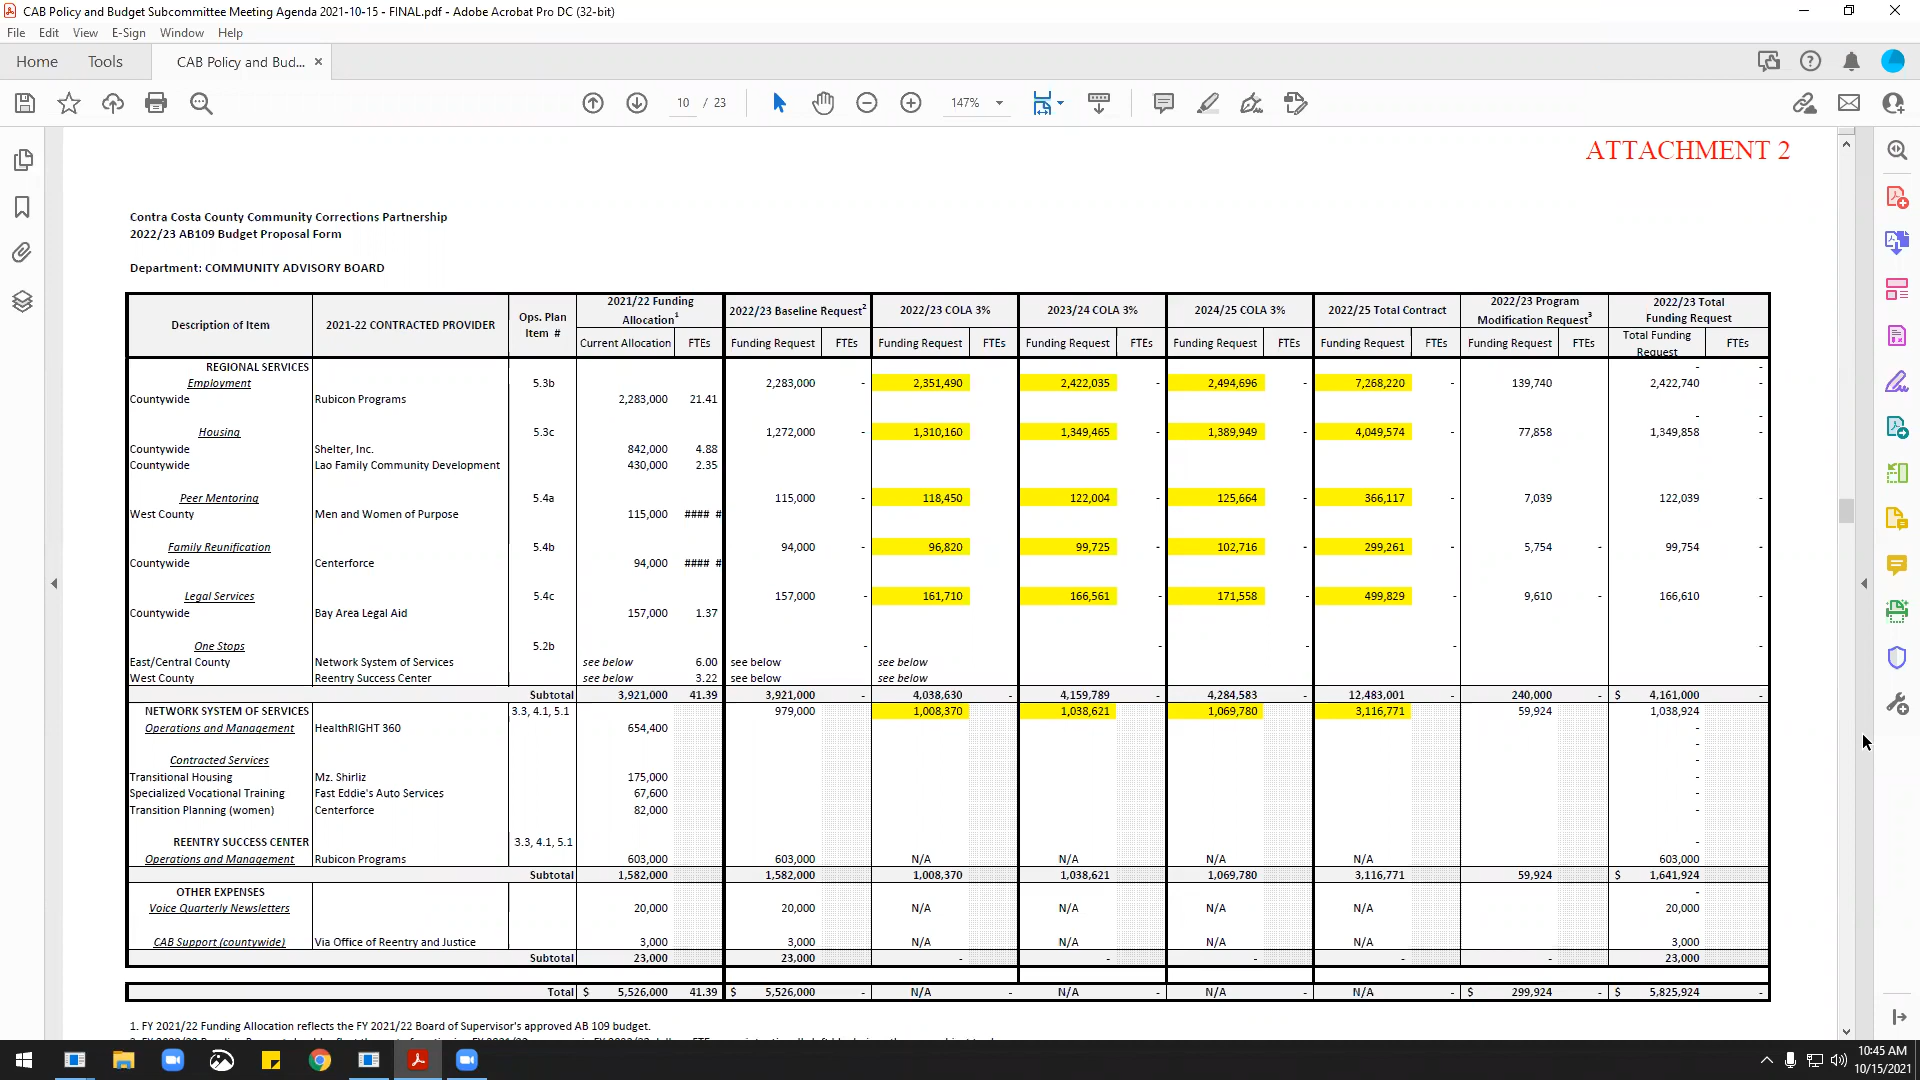 CAB Policy and Budget Subcommittee Meeting Agenda 2021-10-15 - FINAL.pdf - Adobe Acrobat Pro DC (32-bit)
File Edit View E-Sign Window Help
Home Tools CAB Policy and Bud... ×
10 / 23 147%
ATTACHMENT 2
Contra Costa County Community Corrections Partnership
2022/23 AB109 Budget Proposal Form
Department: COMMUNITY ADVISORY BOARD
Description of Item 2021-22 CONTRACTED PROVIDER Ops. Plan Item # 2021/22 Funding Allocation1 2022/23 Baseline Request2 2022/23 COLA 3% 2023/24 COLA 3% 2024/25 COLA 3% 2022/25 Total Contract 2022/23 Program Modification Request3 2022/23 Total Funding Request
Current Allocation FTEs Funding Request FTEs Funding Request FTEs Funding Request FTEs Funding Request FTEs Funding Request FTEs Funding Request FTEs Total Funding Request FTEs
REGIONAL SERVICES - -
Employment 5.3b 2,283,000 - 2,351,490 2,422,035 - 2,494,696 - 7,268,220 - 139,740 2,422,740 -
Countywide Rubicon Programs 2,283,000 21.41
- -
Housing 5.3c 1,272,000 - 1,310,160 1,349,465 - 1,389,949 - 4,049,574 - 77,858 1,349,858 -
Countywide Shelter, Inc. 842,000 4.88
Countywide Lao Family Community Development 430,000 2.35
Peer Mentoring 5.4a 115,000 - 118,450 122,004 - 125,664 - 366,117 - 7,039 122,039 -
West County Men and Women of Purpose 115,000 #### #
Family Reunification 5.4b 94,000 - 96,820 99,725 - 102,716 - 299,261 - 5,754 - 99,754 -
Countywide Centerforce 94,000 #### #
Legal Services 5.4c 157,000 - 161,710 166,561 - 171,558 - 499,829 - 9,610 - 166,610 -
Countywide Bay Area Legal Aid 157,000 1.37
One Stops 5.2b - - - - -
East/Central County Network System of Services see below 6.00 see below see below
West County Reentry Success Center see below 3.22 see below see below
Subtotal 3,921,000 41.39 3,921,000 - 4,038,630 - 4,159,789 - 4,284,583 - 12,483,001 - 240,000 - $ 4,161,000 -
NETWORK SYSTEM OF SERVICES 3.3, 4.1, 5.1 979,000 1,008,370 1,038,621 1,069,780 3,116,771 59,924 1,038,924
Operations and Management HealthRIGHT 360 654,400 -
-
Contracted Services -
Transitional Housing Mz. Shirliz 175,000 -
Specialized Vocational Training Fast Eddie's Auto Services 67,600 -
Transition Planning (women) Centerforce 82,000 -
REENTRY SUCCESS CENTER 3.3, 4.1, 5.1 -
Operations and Management Rubicon Programs 603,000 603,000 N/A N/A N/A N/A 603,000
Subtotal 1,582,000 1,582,000 1,008,370 1,038,621 1,069,780 3,116,771 59,924 $ 1,641,924
OTHER EXPENSES -
Voice Quarterly Newsletters 20,000 20,000 N/A N/A N/A N/A 20,000
CAB Support (countywide) Via Office of Reentry and Justice 3,000 3,000 N/A N/A N/A N/A 3,000
Subtotal 23,000 23,000 - - - - - 23,000
Total $ 5,526,000 41.39 $ 5,526,000 - N/A - N/A - N/A - N/A - $ 299,924 - $ 5,825,924 -
1. FY 2021/22 Funding Allocation reflects the FY 2021/22 Board of Supervisor's approved AB 109 budget.
10:45 AM
10/15/2021